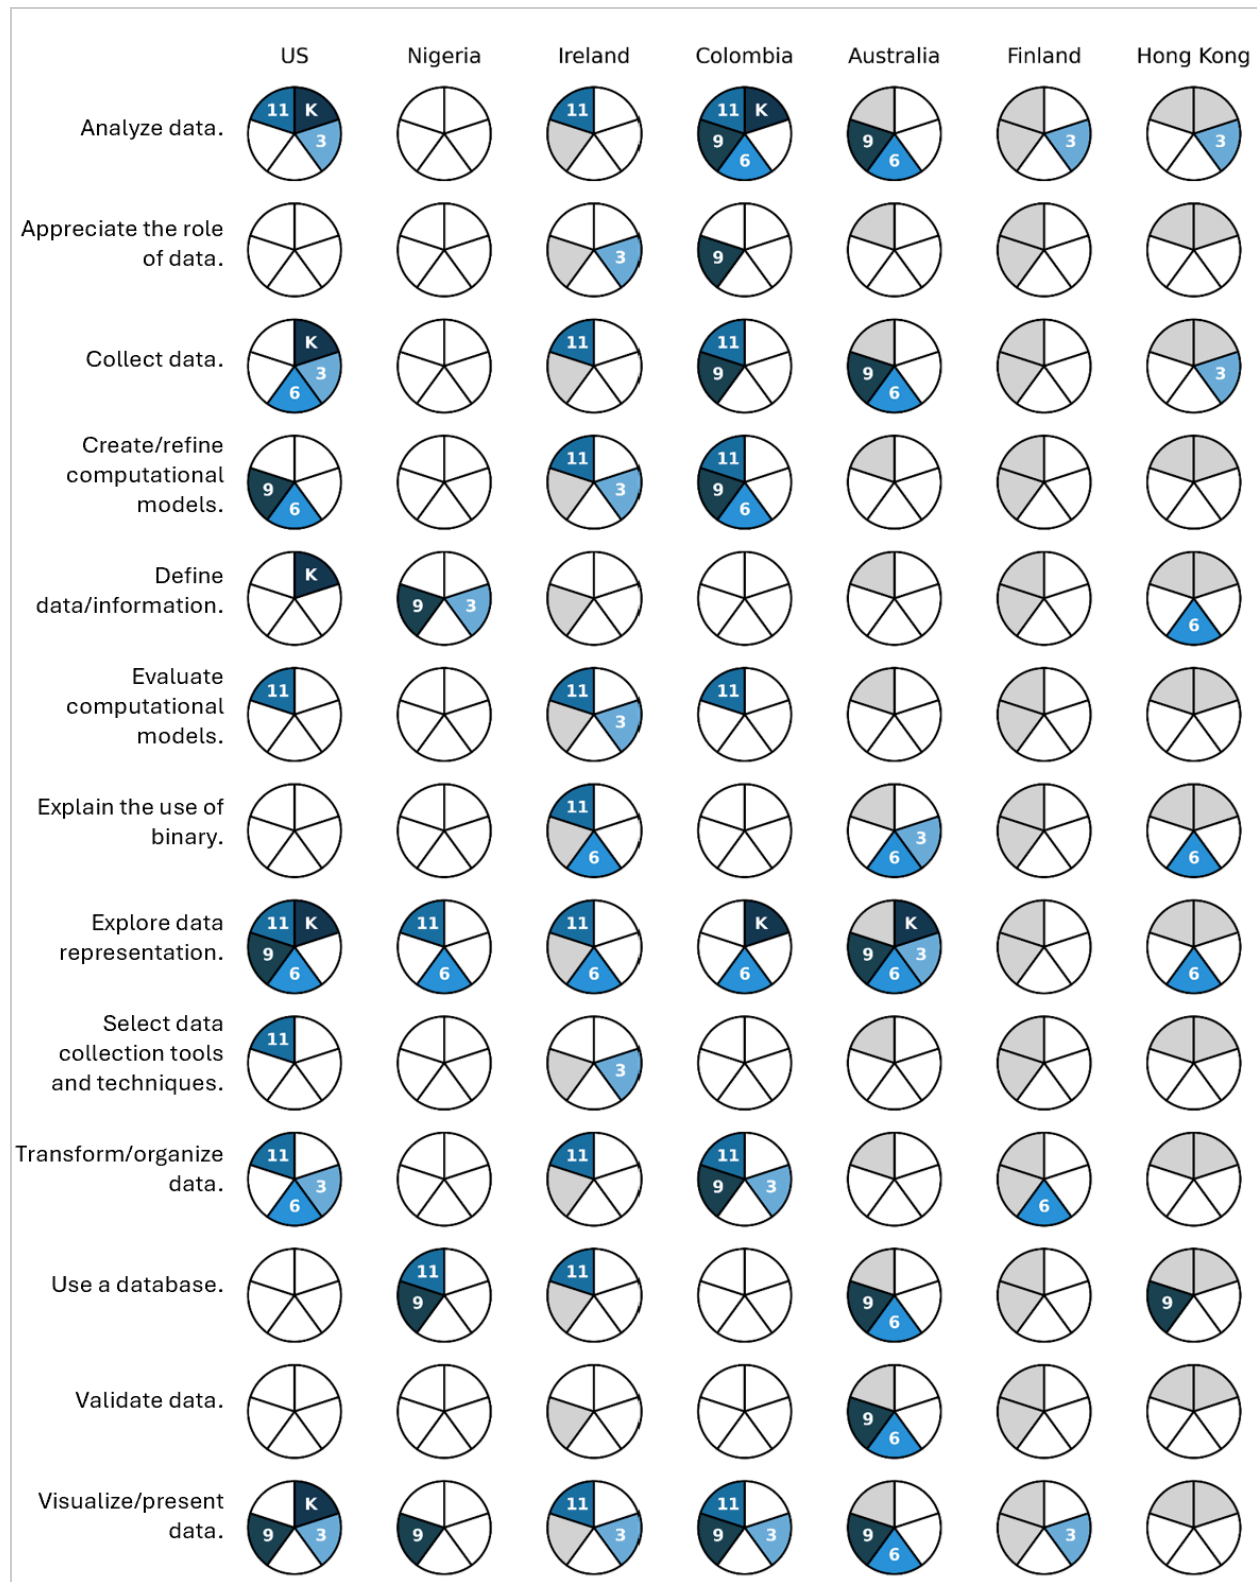 US Nigeria Ireland Colombia Australia Finland Hong Kong
Analyze data.
11 K 3
11
11 K 9 6
9 6
3
3
Appreciate the role
of data.
3
9
Collect data.
K 3 6
11
11 9
9 6
3
Create/refine
computational
models.
9 6
11 3
11 9 6
Define
data/information.
K
9 3
6
Evaluate
computational
models.
11
11 3
11
Explain the use of
binary.
11 6
3 6
6
Explore data
representation.
11 K 9 6
11 6
11 6
K 6
K 9 3 6
6
Select data
collection tools
and techniques.
11
3
Transform/organize
data.
11 3 6
11
11 9 3
6
Use a database.
11 9
11
9 6
9
Validate data.
9 6
Visualize/present
data.
K 9 3
9
11 3
11 9 3
9 6
3